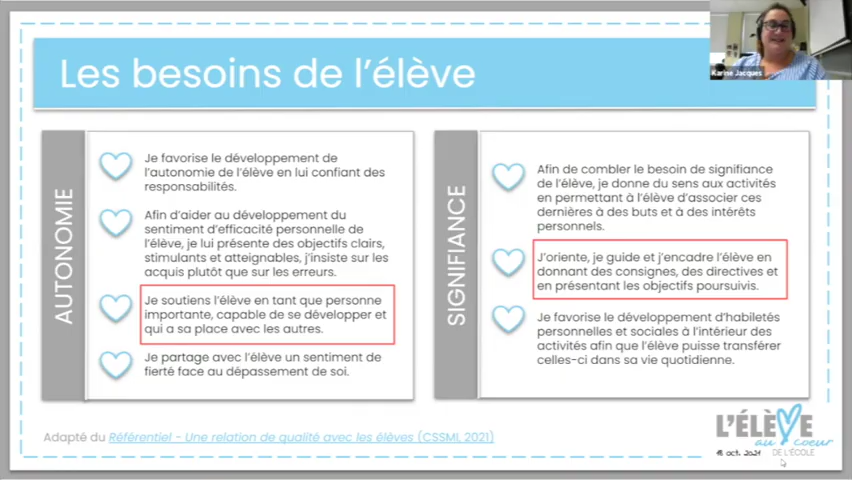 Les besoins de l'élève
Karine Jacques
AUTONOMIE
Je favorise le développement de
l'autonomie de l'élève en lui confiant des
responsabilités.
Afin d'aider au développement du
sentiment d'efficacité personnelle de
l'élève, je lui présente des objectifs clairs,
stimulants et atteignables, j'insiste sur les
acquis plutôt que sur les erreurs.
Je soutiens l'élève en tant que personne
importante, capable de se développer et
qui a sa place avec les autres.
Je partage avec l'élève un sentiment de
fierté face au dépassement de soi.
SIGNIFIANCE
Afin de combler le besoin de signifiance
de l'élève, je donne du sens aux activités
en permettant à l'élève d'associer ces
dernières à des buts et à des intérêts
personnels.
J'oriente, je guide et j'encadre l'élève en
donnant des consignes, des directives et
en présentant les objectifs poursuivis.
Je favorise le développement d'habiletés
personnelles et sociales à l'intérieur des
activités afin que l'élève puisse transférer
celles-ci dans sa vie quotidienne.
Adapté du Référentiel - Une relation de qualité avec les élèves (CSSML 2021)
L'ÉLÈVE
au coeur
DE L'ÉCOLE
oct. 2021